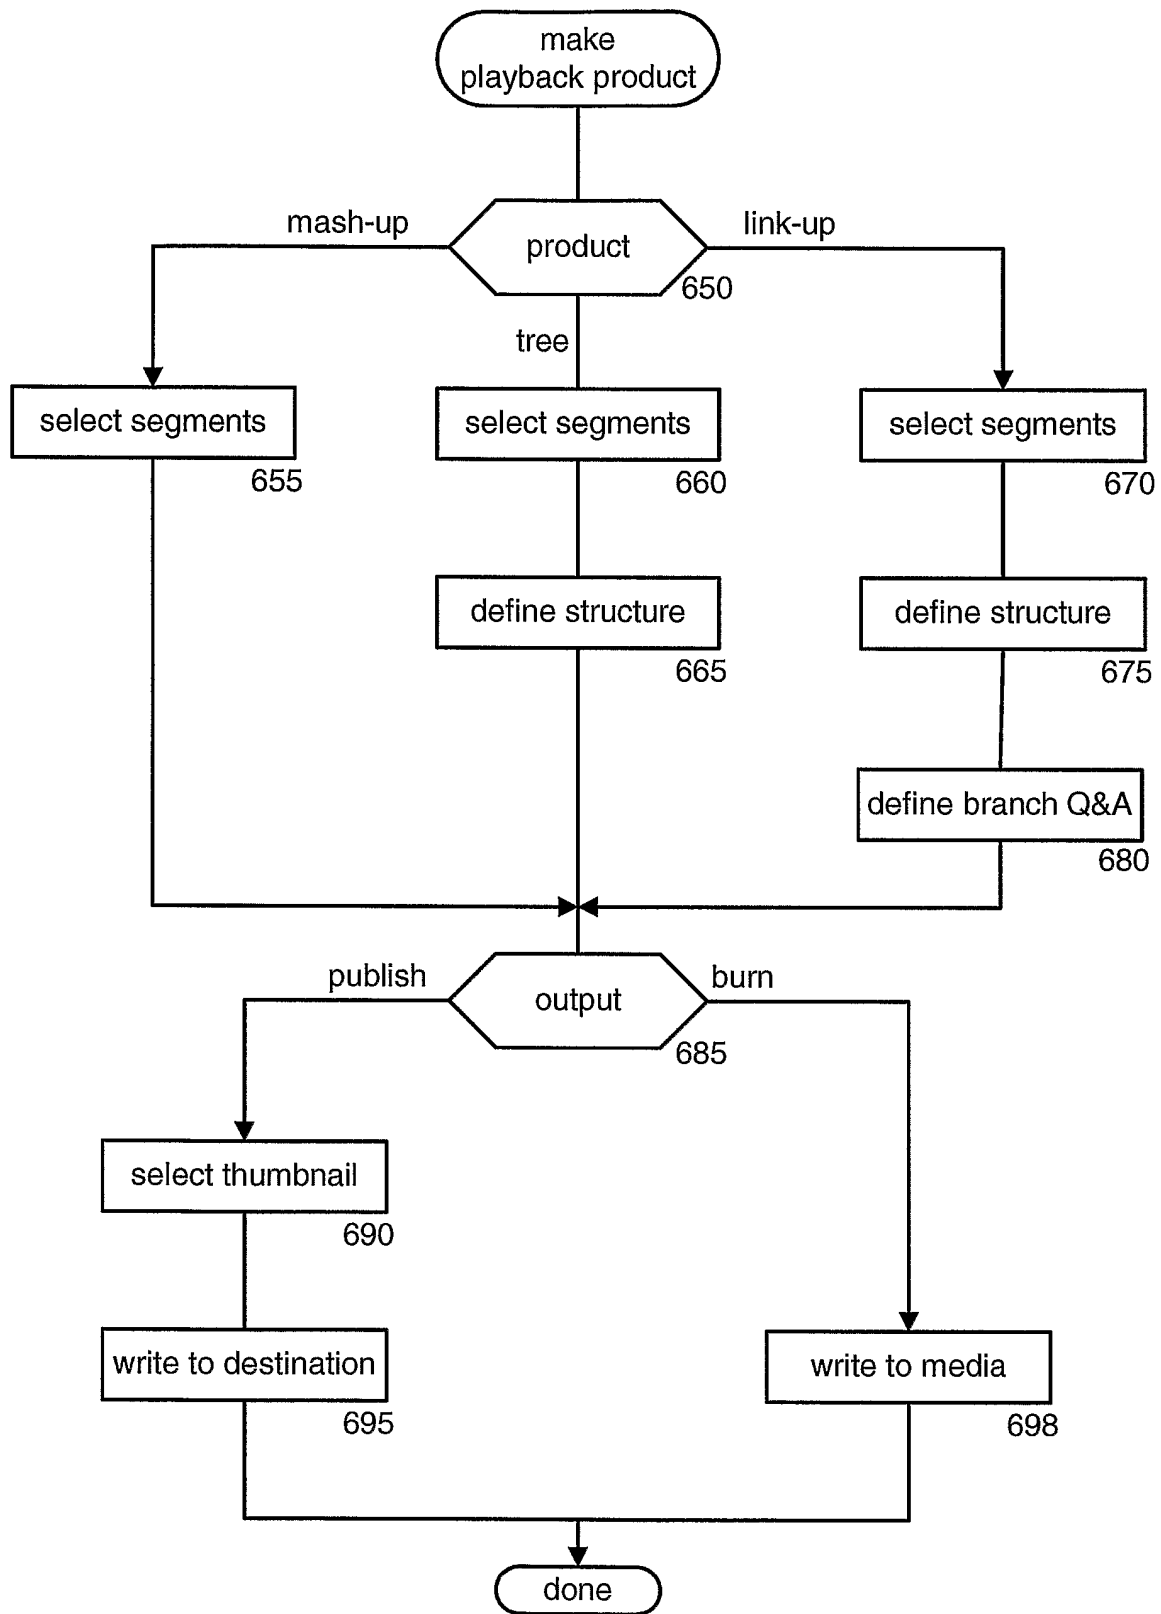 make
playback product
mash-up
link-up
product
650
tree
select segments
select segments
select segments
655
660
670
define structure
define structure
665
675
define branch Q&A
680
publish
burn
output
685
select thumbnail
690
write to destination
write to media
695
698
done